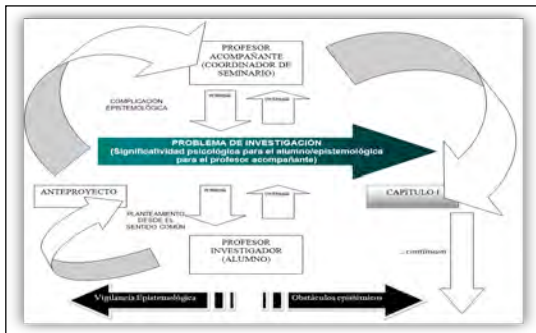 PROFESOR
ACOMPAÑANTE
(COORDINADOR DE
SEMINARIO)
COMPLICACIÓN
EPISTEMOLÓGICA
PROBLEMA DE INVESTIGACIÓN
(Significatividad psicológica para el alumno/epistemológica
para el profesor acompañante)
ANTEPROYECTO
CAPÍTULO I
PLANTEAMIENTO
DESDE EL
SENTIDO COMÚN
PROFESOR
INVESTIGADOR
(ALUMNO)
...continuos
Vigilancia Epistemológica
Obstáculos epistémicos